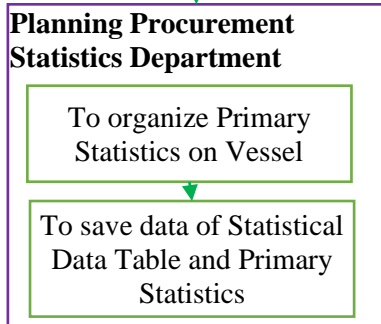 Planning Procurement
Statistics Department
To organize Primary
Statistics on Vessel
To save data of Statistical
Data Table and Primary
Statistics